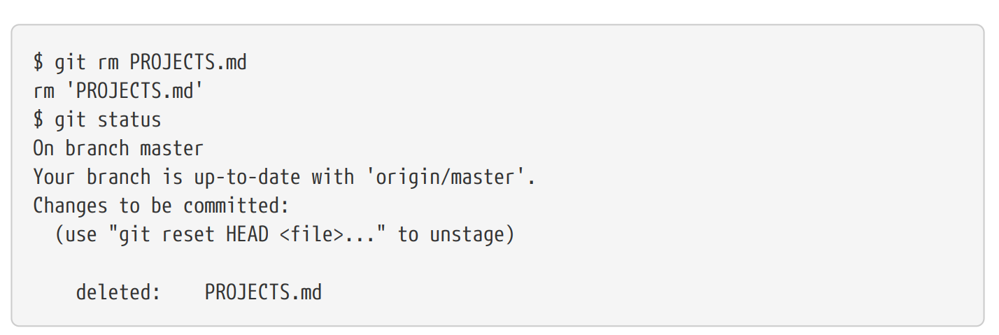 $ git rm PROJECTS.md
rm 'PROJECTS.md'
$ git status
On branch master
Your branch is up-to-date with 'origin/master'.
Changes to be committed:
  (use "git reset HEAD <file>..." to unstage)

    deleted:    PROJECTS.md